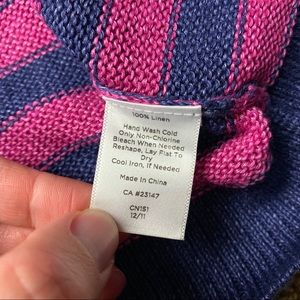 100% Linen
Hand Wash Cold
Only Non-Chlorine
Bleach When Needed
Reshape, Lay Flat To
Dry
Cool Iron, If Needed
Made In China
CA #23147
CN151
12/11